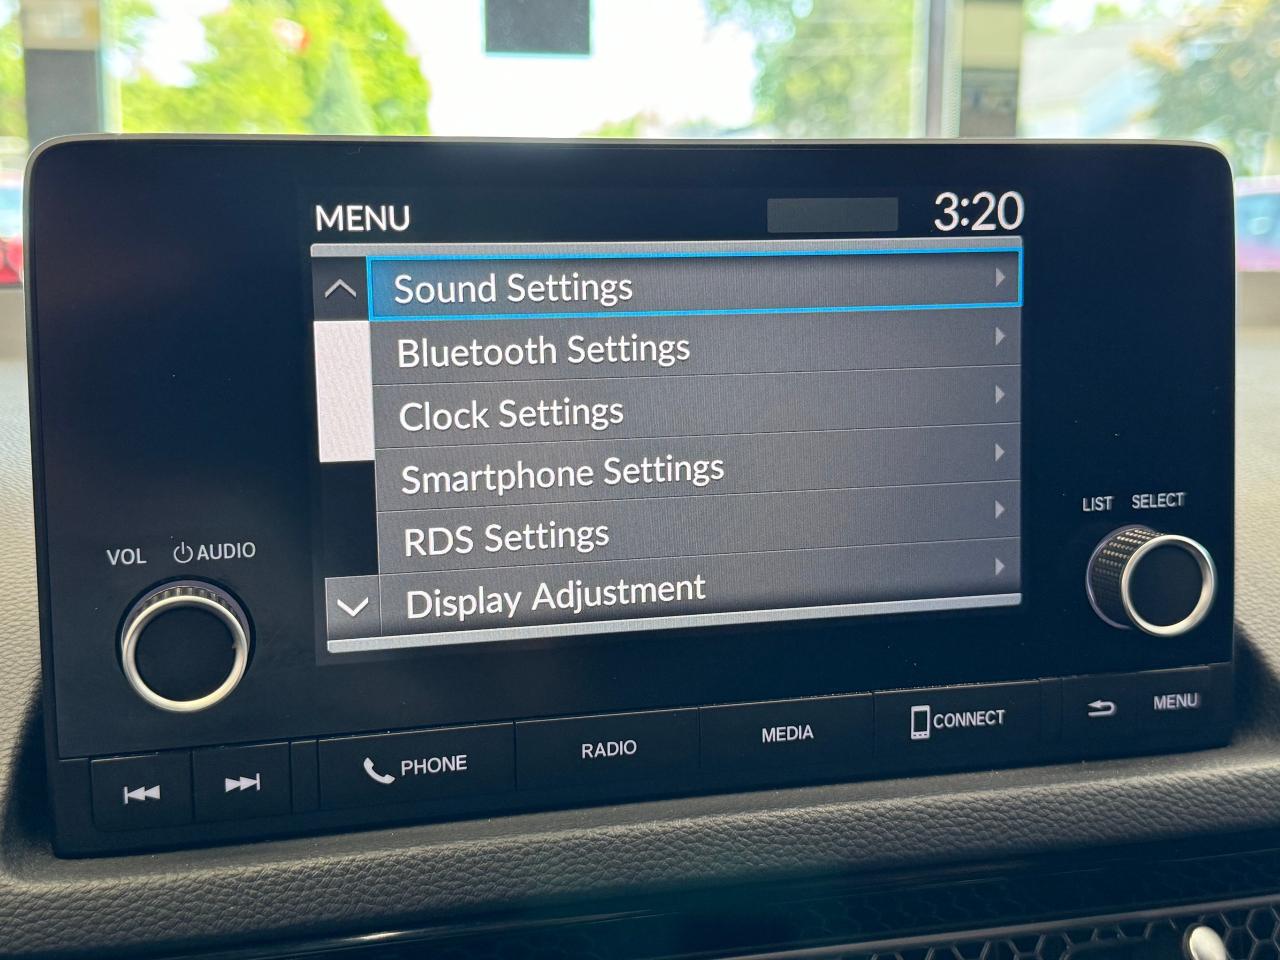 MENU 3:20
Sound Settings
Bluetooth Settings
Clock Settings
Smartphone Settings
RDS Settings
Display Adjustment
VOL AUDIO
LIST SELECT
PHONE RADIO MEDIA CONNECT MENU